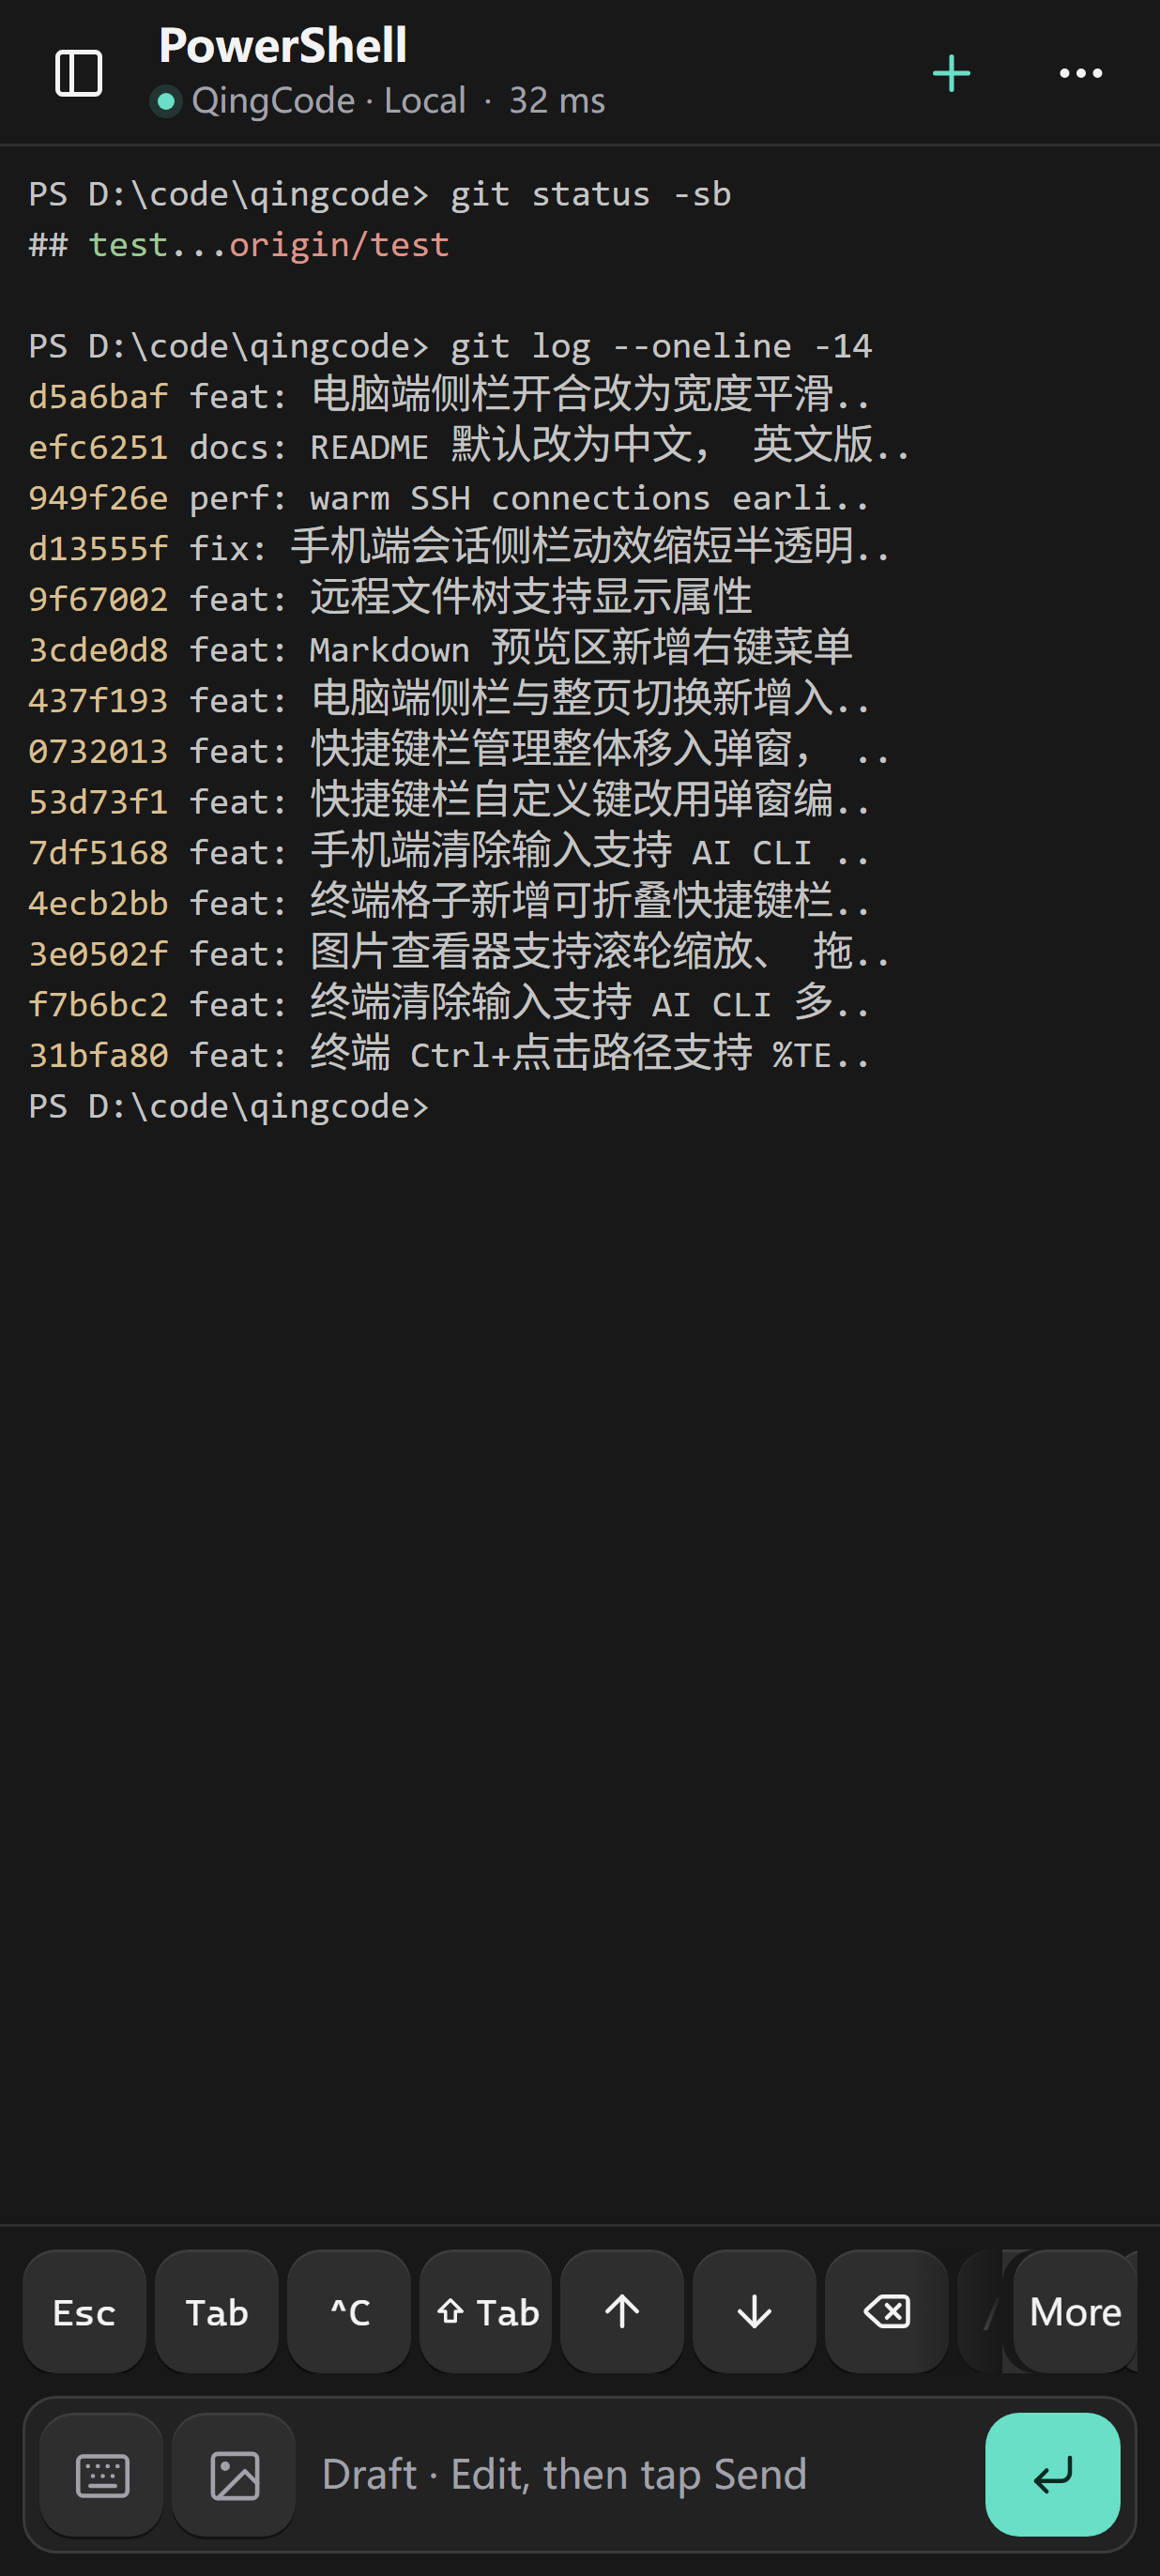 PowerShell
QingCode · Local · 32 ms
PS D:\code\qingcode> git status -sb
## test...origin/test
PS D:\code\qingcode> git log --oneline -14
d5a6baf feat: 电脑端侧栏开合改为宽度平滑..
efc6251 docs: README 默认改为中文， 英文版..
949f26e perf: warm SSH connections earli..
d13555f fix: 手机端会话侧栏动效缩短半透明..
9f67002 feat: 远程文件树支持显示属性
3cde0d8 feat: Markdown 预览区新增右键菜单
437f193 feat: 电脑端侧栏与整页切换新增入..
0732013 feat: 快捷键栏管理整体移入弹窗， ..
53d73f1 feat: 快捷键栏自定义键改用弹窗编..
7df5168 feat: 手机端清除输入支持 AI CLI ..
4ecb2bb feat: 终端格子新增可折叠快捷键栏..
3e0502f feat: 图片查看器支持滚轮缩放、 拖..
f7b6bc2 feat: 终端清除输入支持 AI CLI 多..
31bfa80 feat: 终端 Ctrl+点击路径支持 %TE..
PS D:\code\qingcode>
Esc Tab ^C ⇧ Tab ↑ ↓ ⌫ / More
Draft · Edit, then tap Send